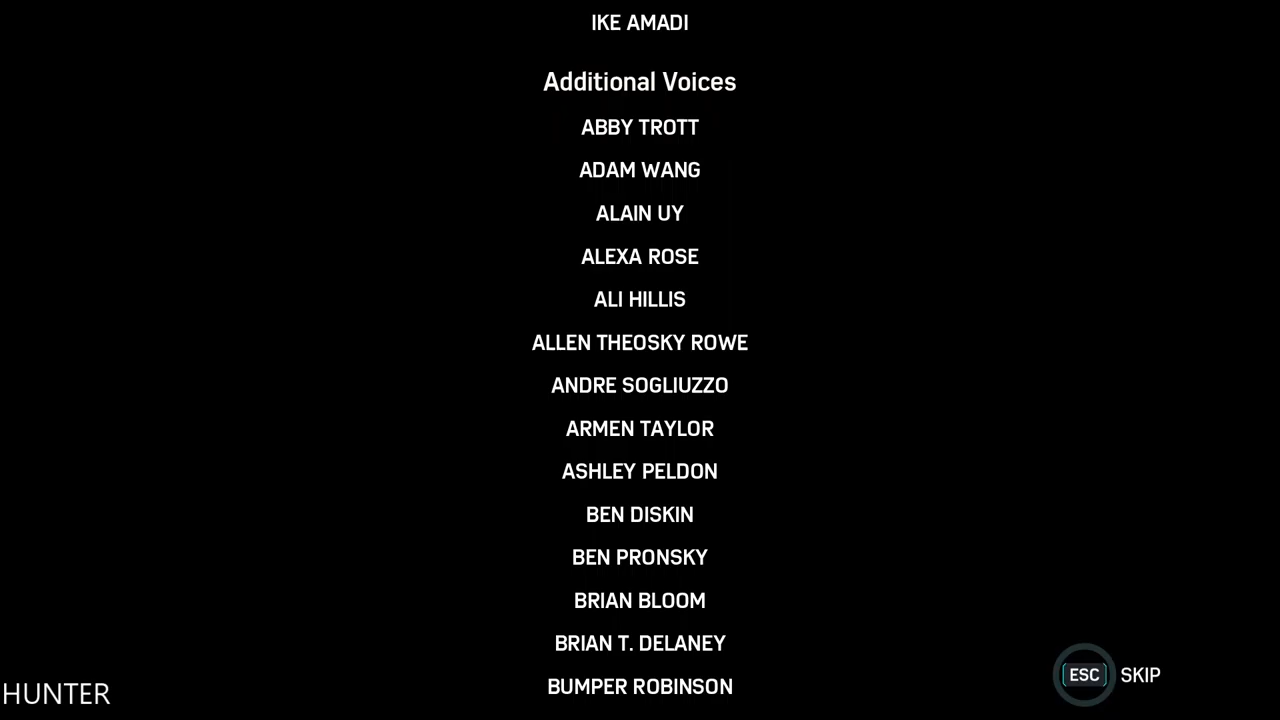 IKE AMADI
Additional Voices
ABBY TROTT
ADAM WANG
ALAIN UY
ALEXA ROSE
ALI HILLIS
ALLEN THEOSKY ROWE
ANDRE SOGLIUZZO
ARMEN TAYLOR
ASHLEY PELDON
BEN DISKIN
BEN PRONSKY
BRIAN BLOOM
BRIAN T. DELANEY
BUMPER ROBINSON
HUNTER
ESC SKIP